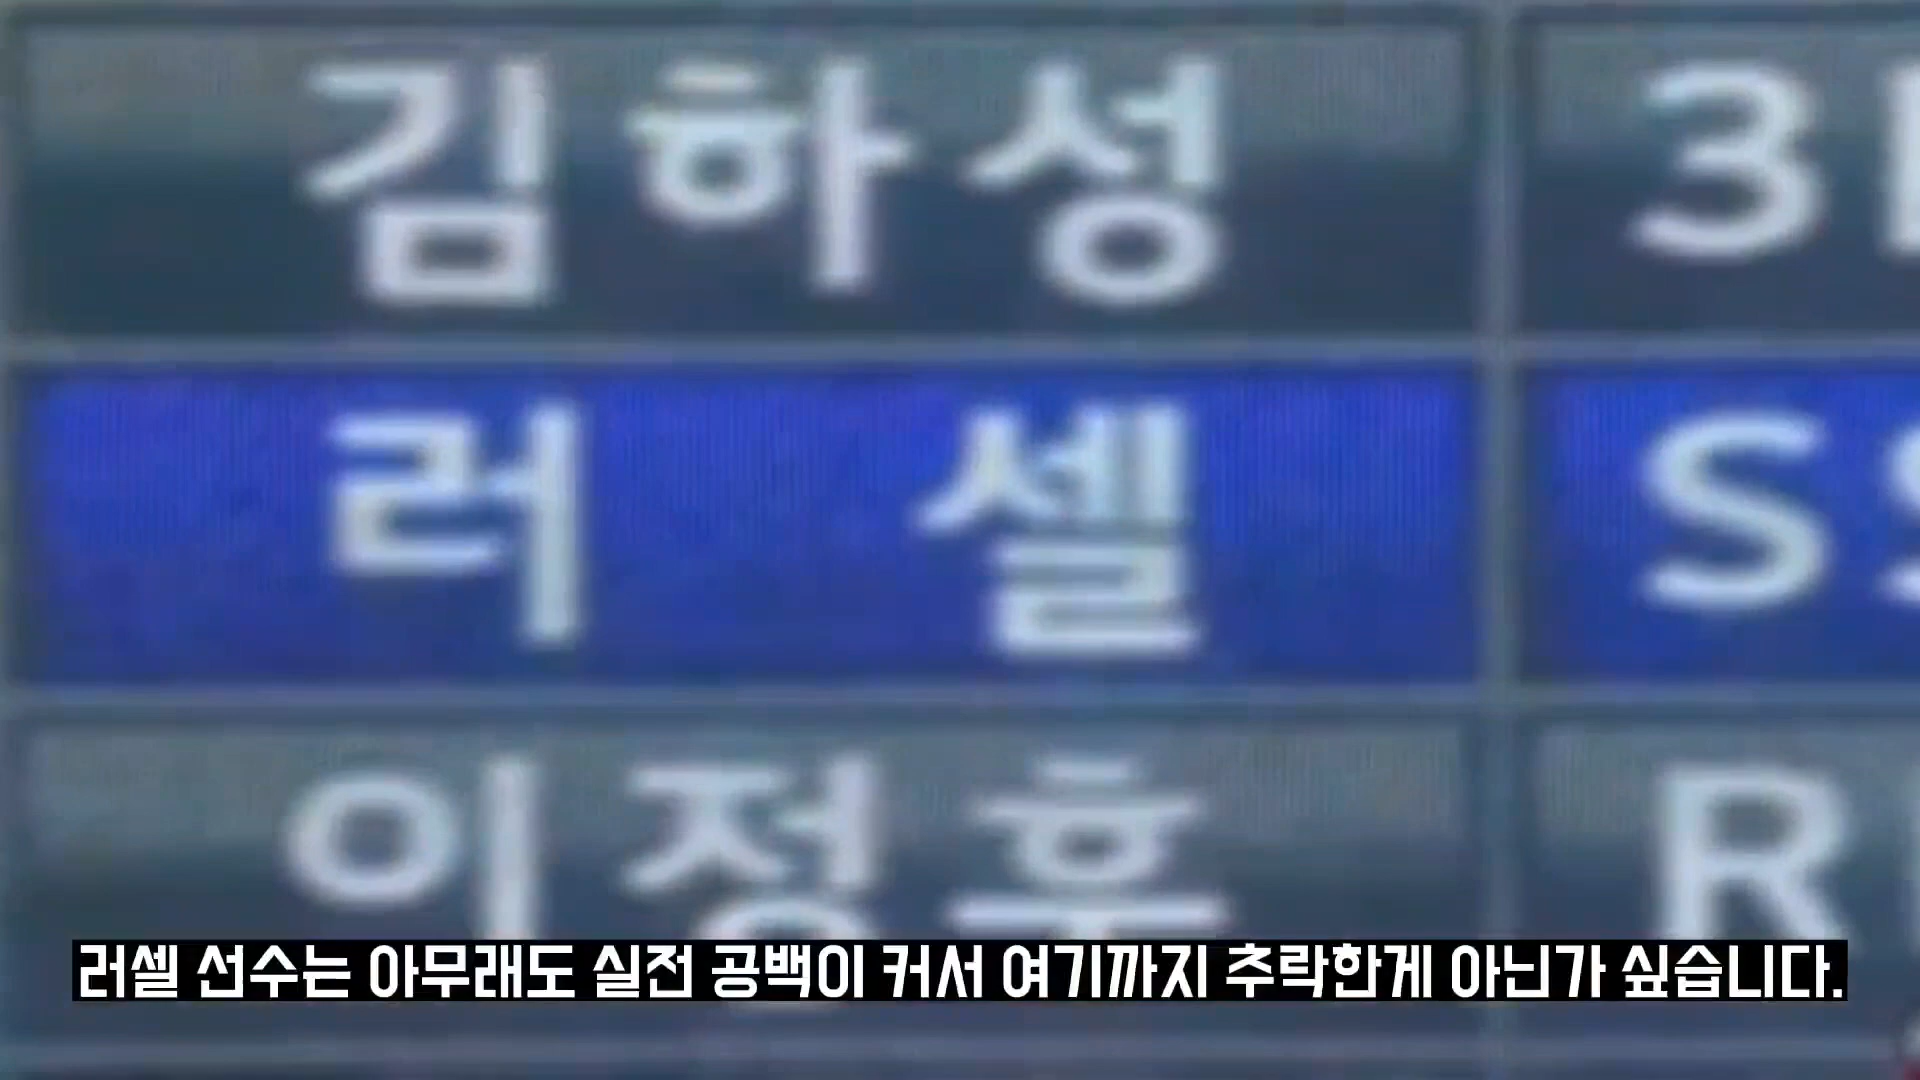 김하성 3
러 셀 S
이정후 R
러셀 선수는 아무래도 실전 공백이 커서 여기까지 추락한게 아닌가 싶습니다.